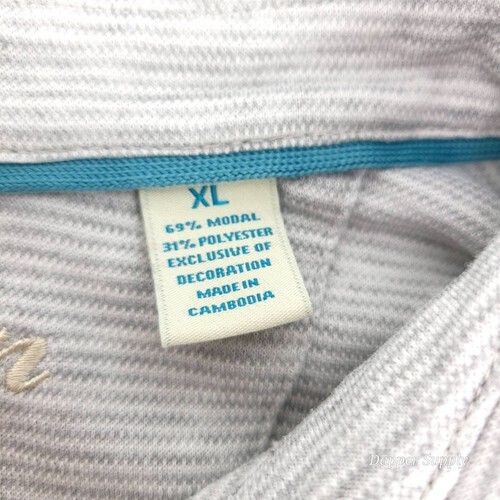 XL
69% MODAL
31% POLYESTER
EXCLUSIVE OF
DECORATION
MADE IN
CAMBODIA